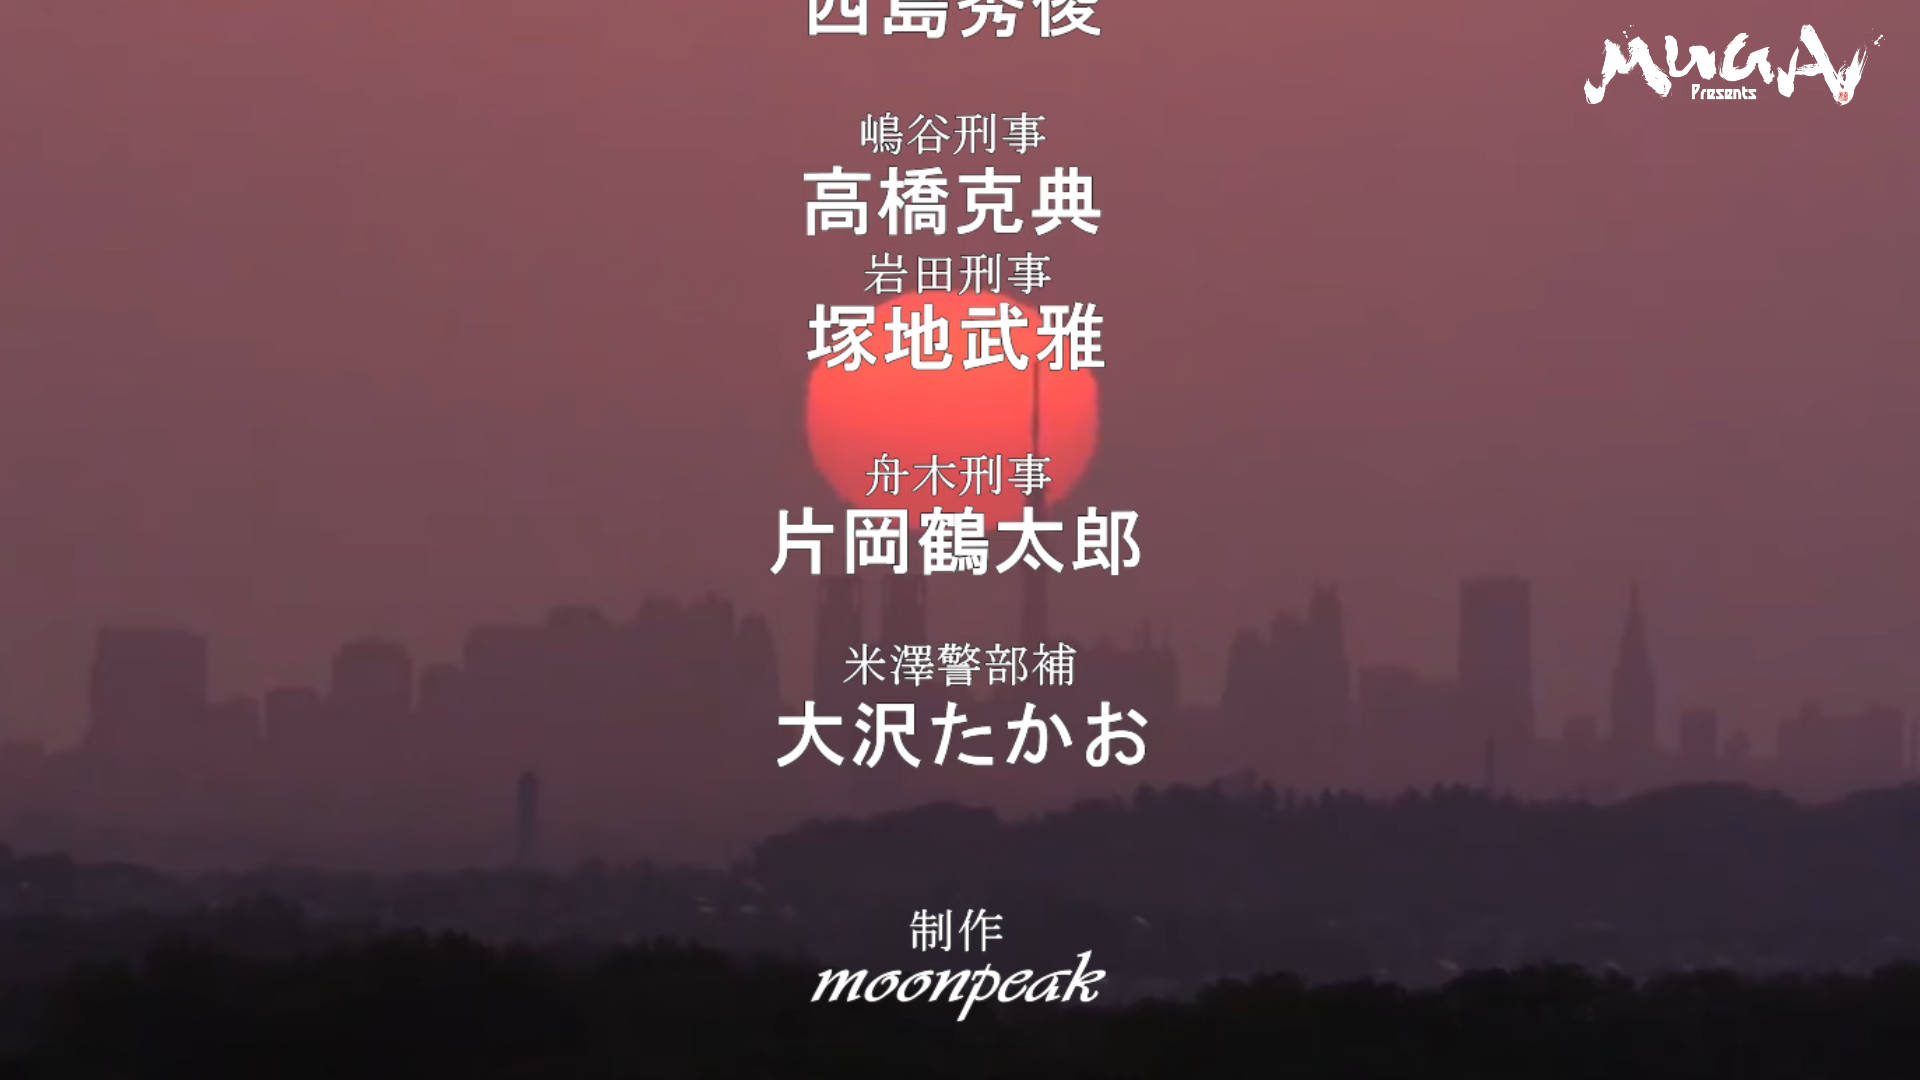 西島秀俊
MUGA
Presents
嶋谷刑事
高橋克典
岩田刑事
塚地武雅
舟木刑事
片岡鶴太郎
米澤警部補
大沢たかお
制作
moonpeak